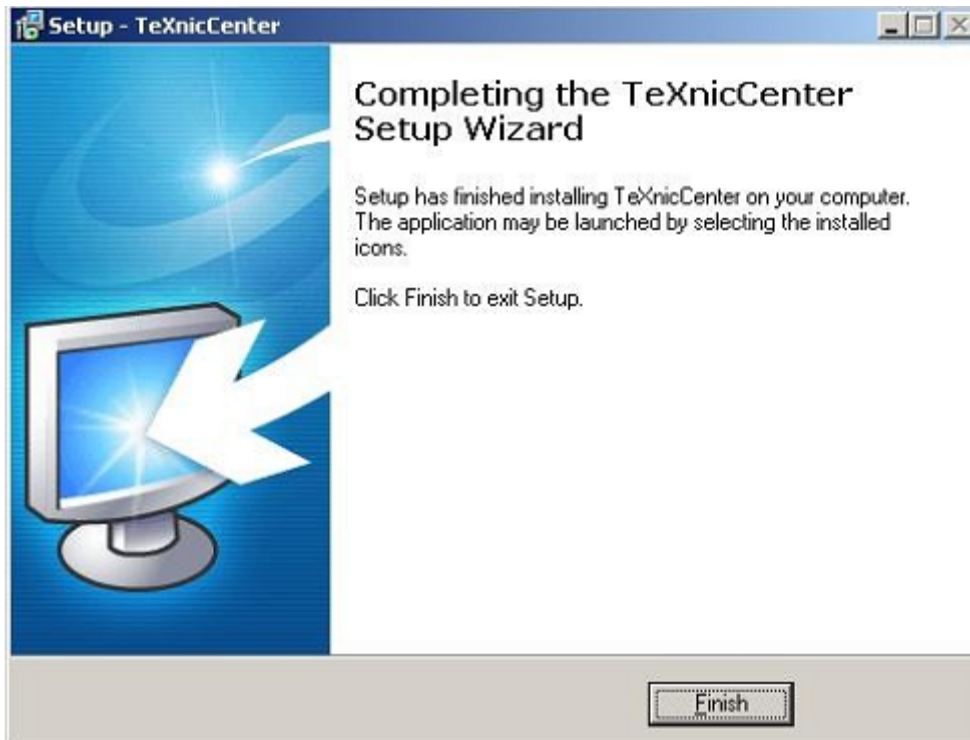 Setup - TeXnicCenter
Completing the TeXnicCenter
Setup Wizard
Setup has finished installing TeXnicCenter on your computer.
The application may be launched by selecting the installed
icons.
Click Finish to exit Setup.
Finish